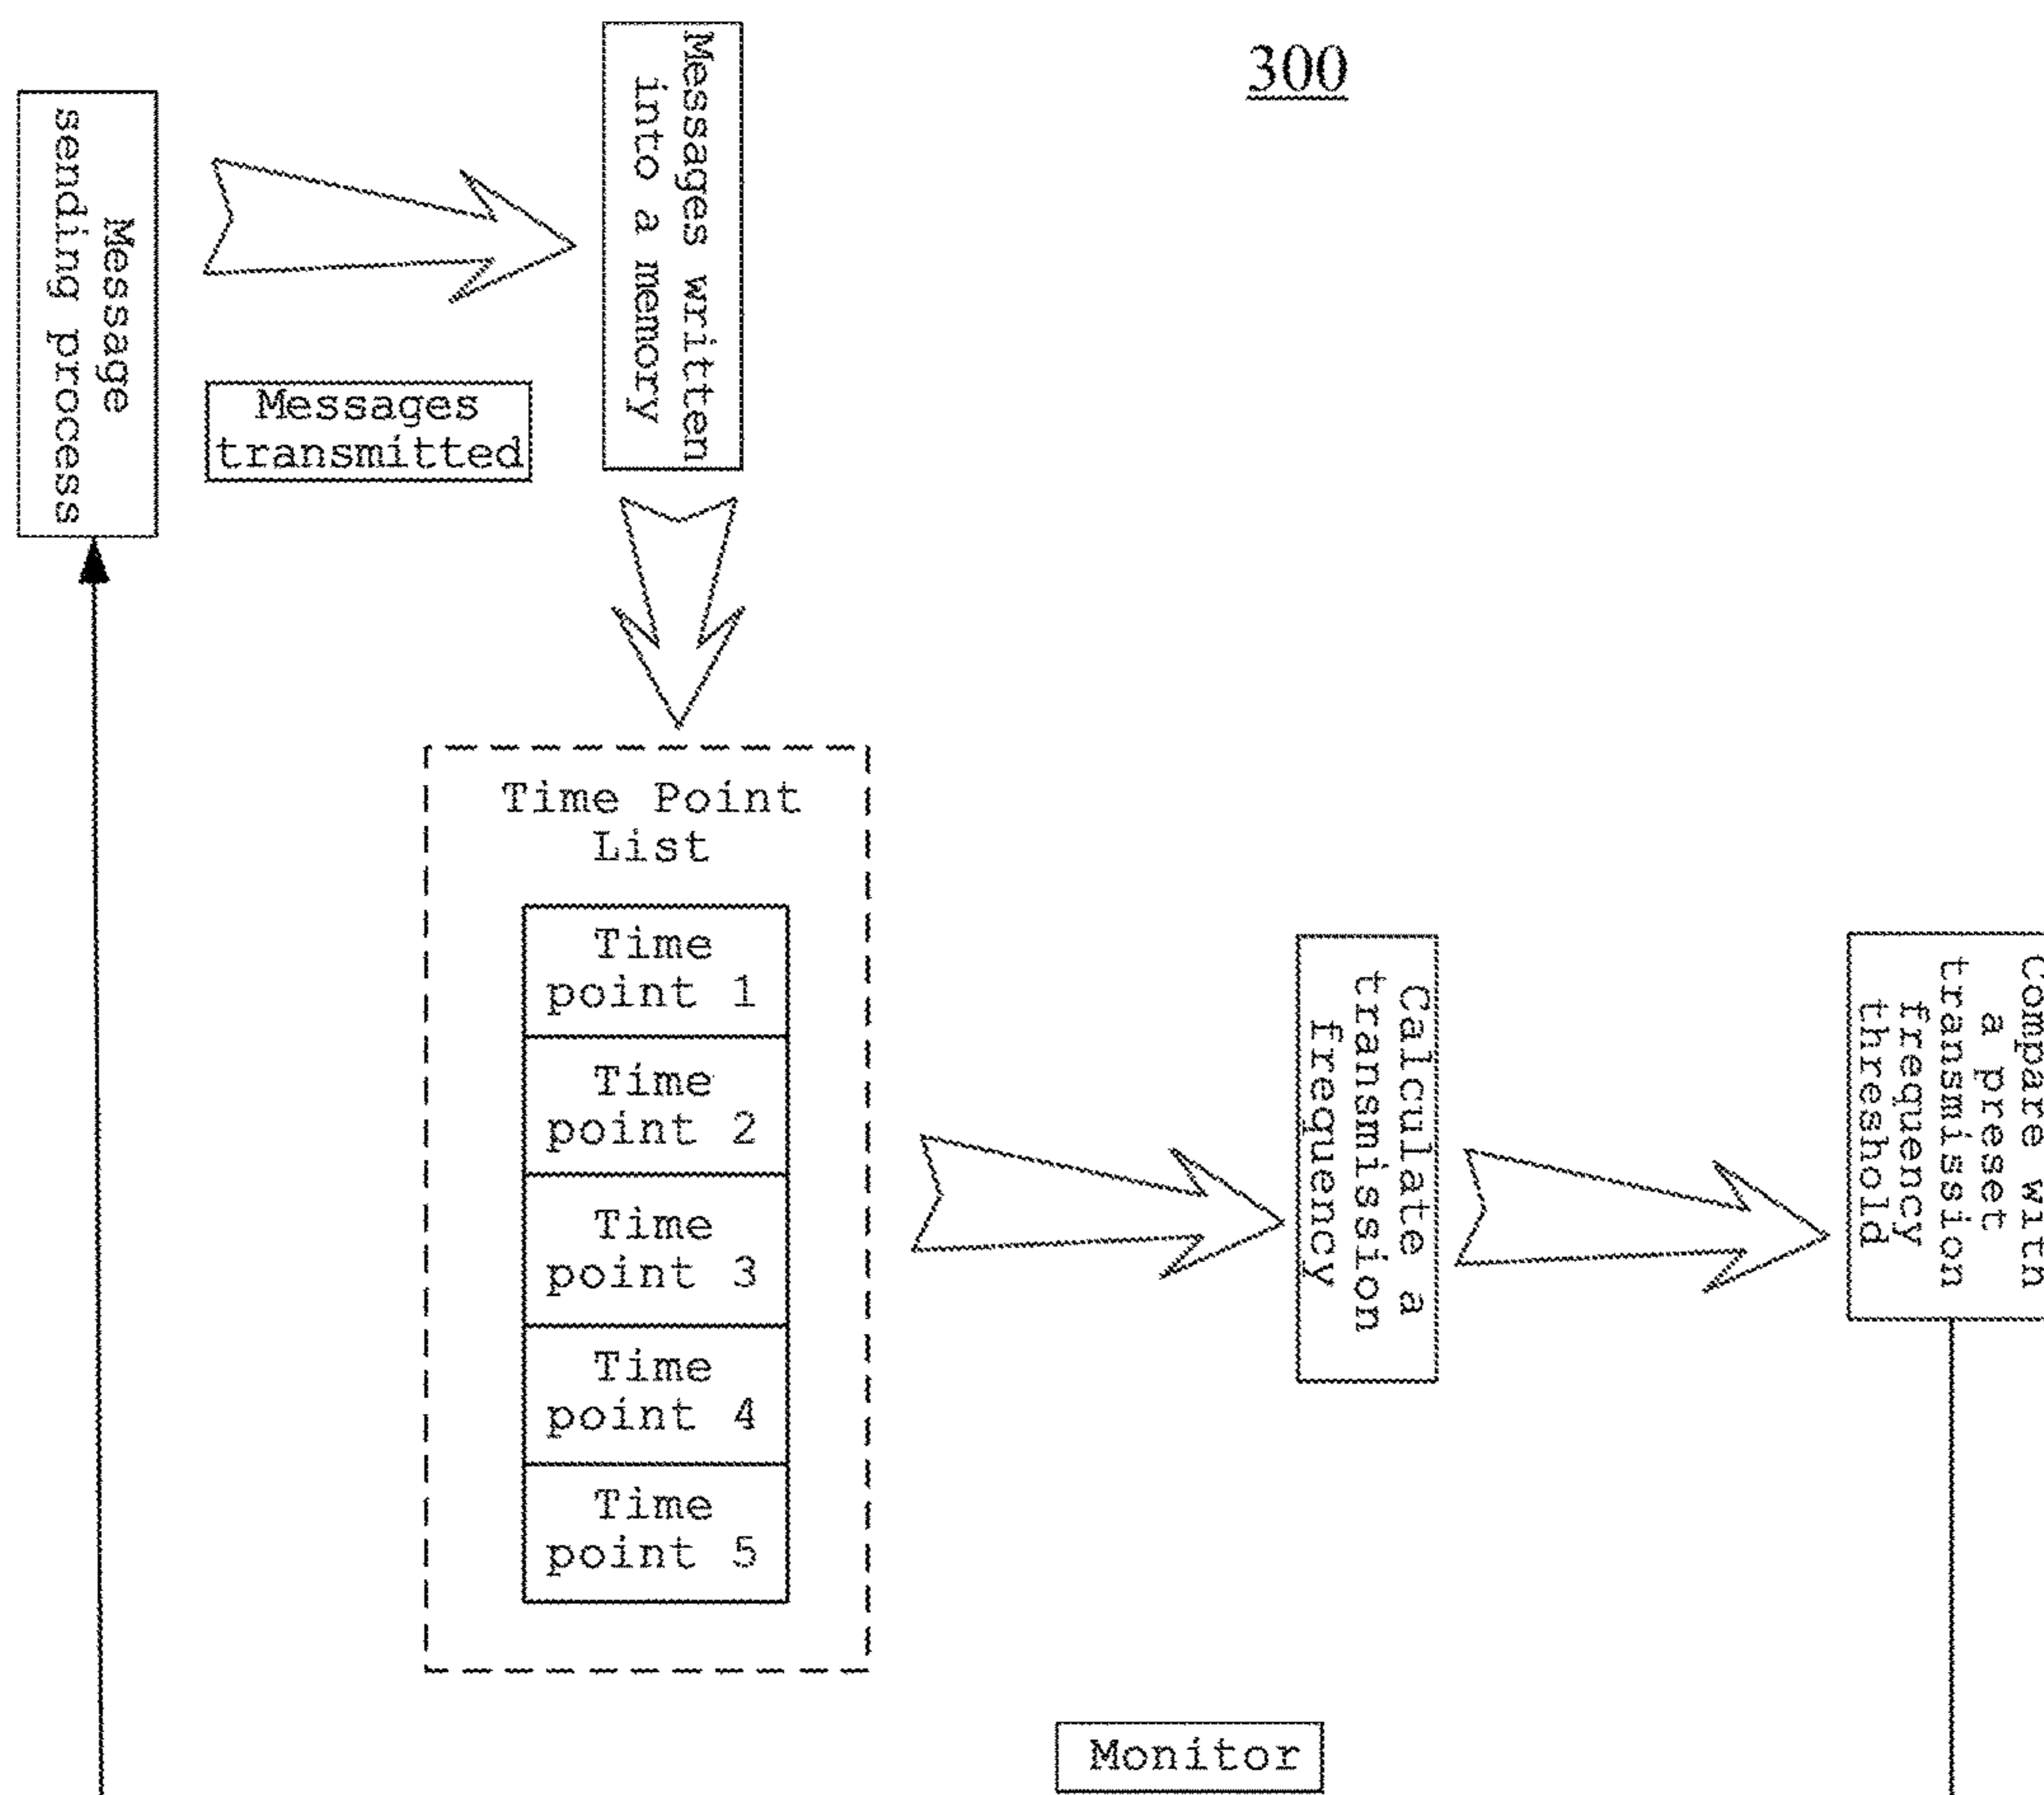 300
Message
sending process
Messages written
into a memory
Messages
transmitted
Time Point
List
Time
point 1
Time
point 2
Time
point 3
Time
point 4
Time
point 5
Calculate a
transmission
frequency
Compare with
a preset
transmission
frequency
threshold
Monitor